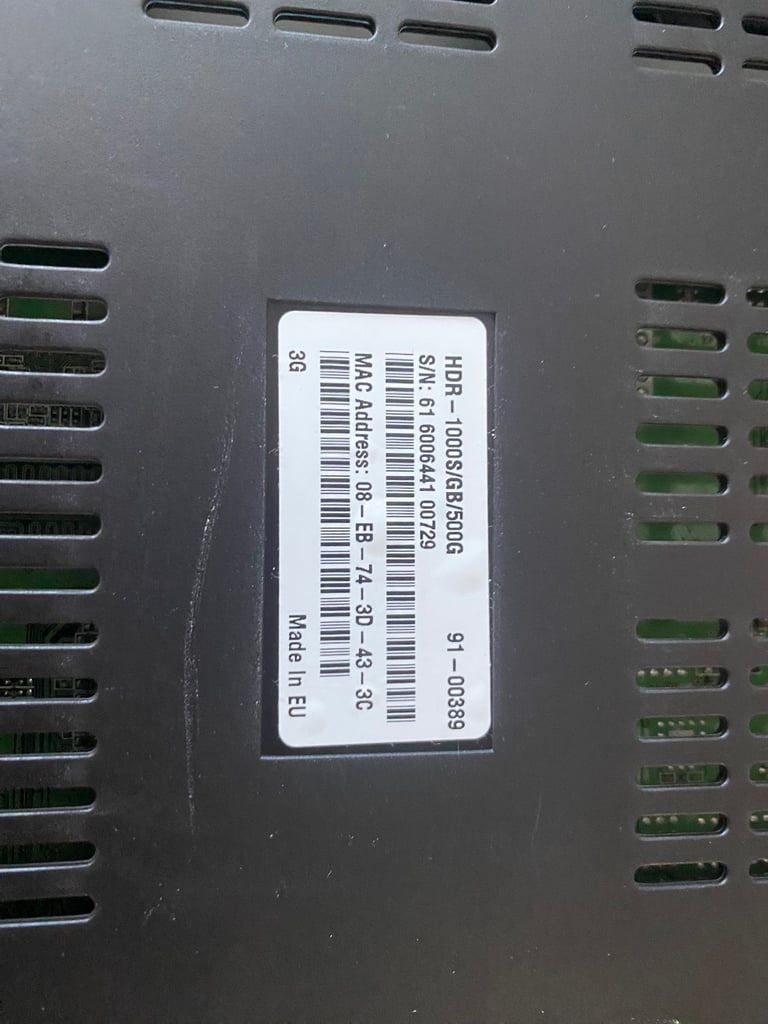 HDR-1000S/GB/500G 91-00389
S/N: 61 6006441 00729
MAC Address: 08-EB-74-3D-43-3C
3G Made In EU